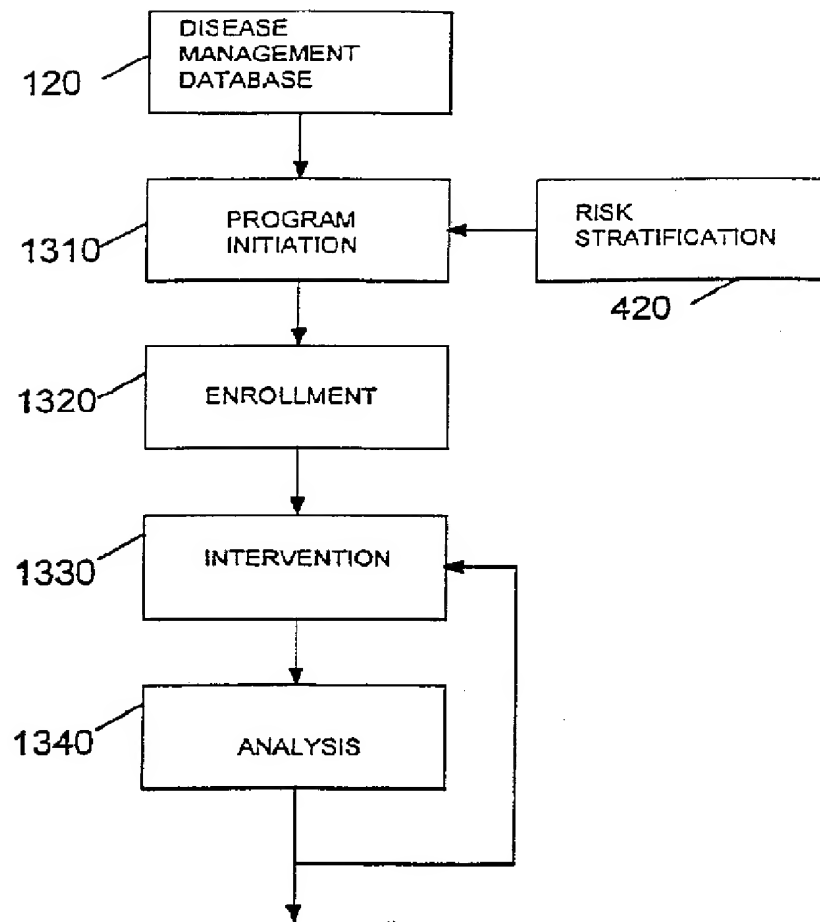 DISEASE
MANAGEMENT
DATABASE
120
PROGRAM
INITIATION
1310
RISK
STRATIFICATION
420
ENROLLMENT
1320
INTERVENTION
1330
ANALYSIS
1340